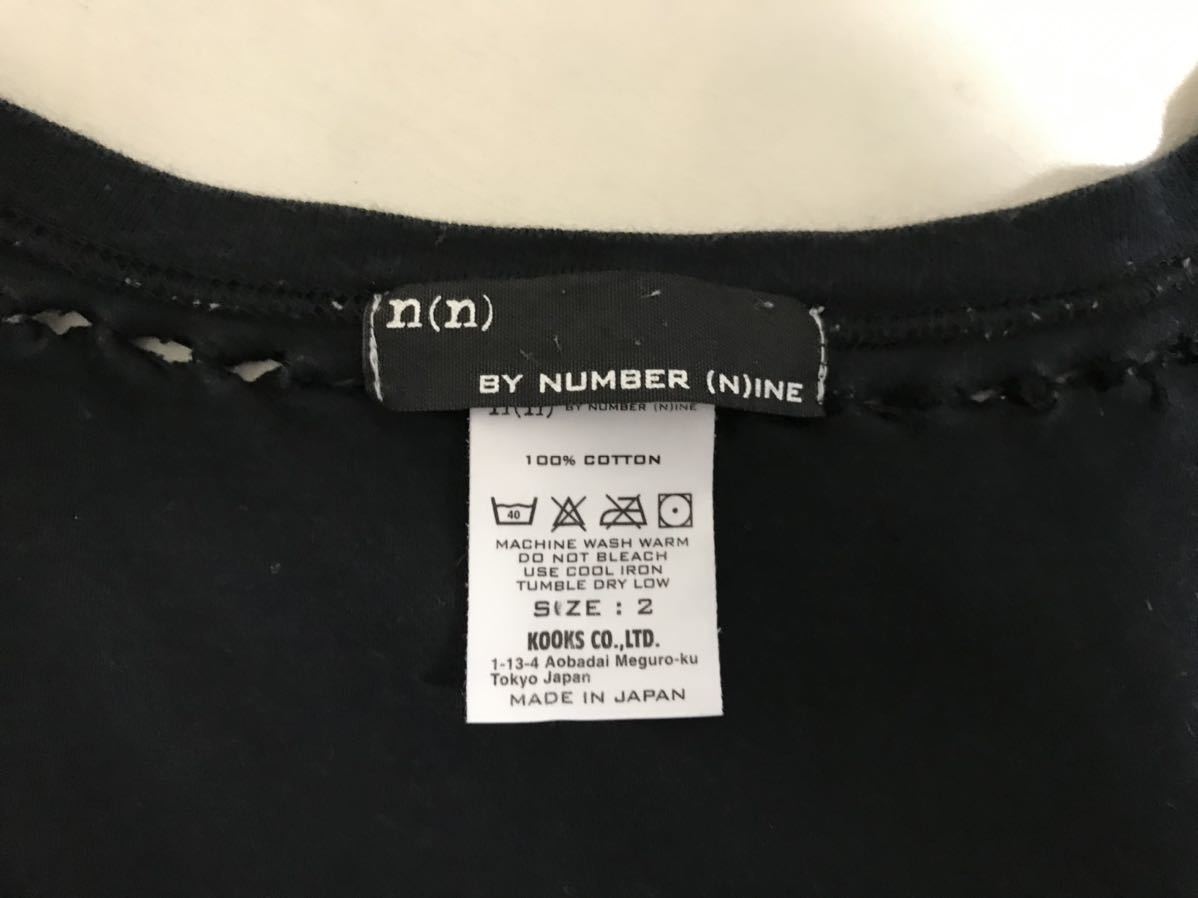 n(n)
BY NUMBER (N)INE
n(n) BY NUMBER (N)INE
100% COTTON
40
MACHINE WASH WARM
DO NOT BLEACH
USE COOL IRON
TUMBLE DRY LOW
SIZE : 2
KOOKS CO.,LTD.
1-13-4 Aobadai Meguro-ku
Tokyo Japan
MADE IN JAPAN